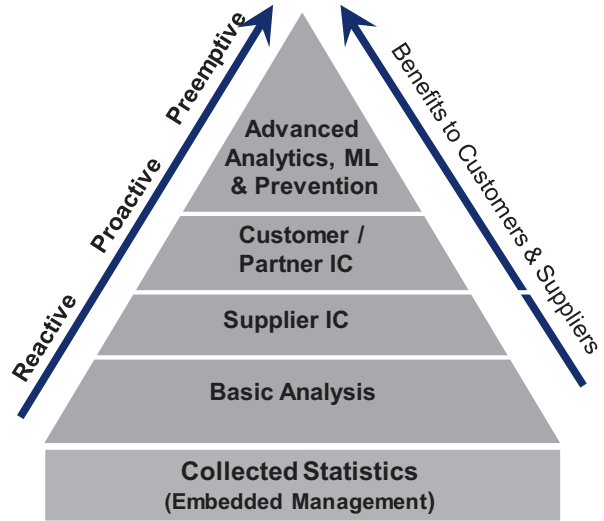 Preemptive
Proactive
Reactive
Benefits to Customers & Suppliers
Advanced
Analytics, ML
& Prevention
Customer /
Partner IC
Supplier IC
Basic Analysis
Collected Statistics
(Embedded Management)